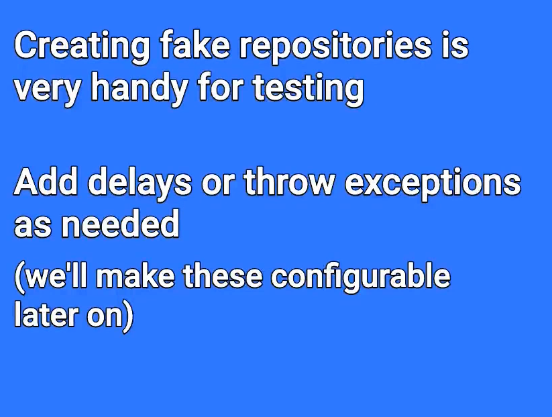 Creating fake repositories is
very handy for testing
Add delays or throw exceptions
as needed
(we'll make these configurable
later on)